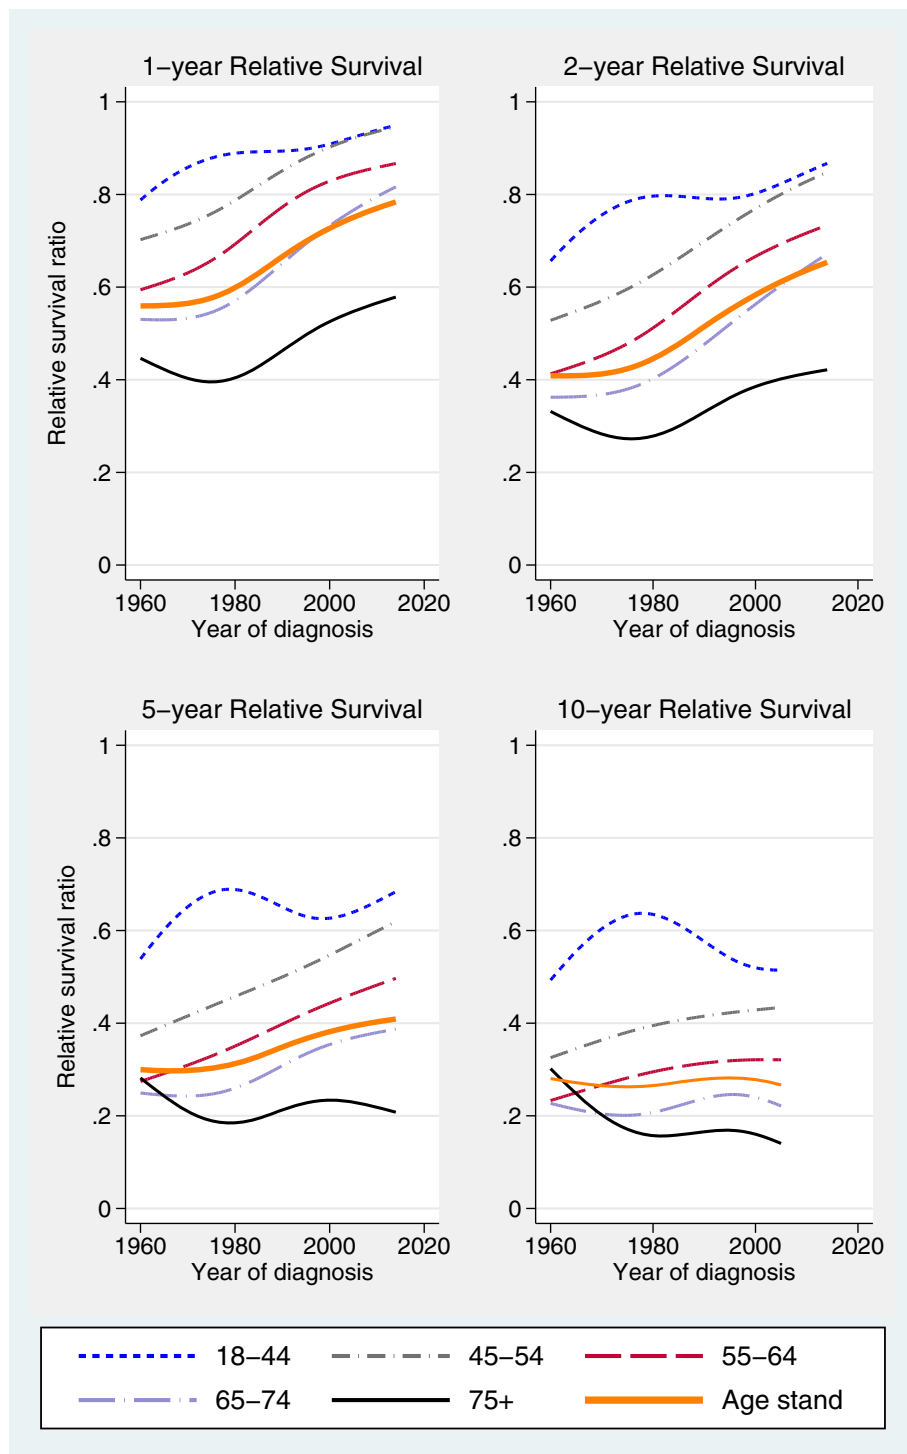 1−year Relative Survival
2−year Relative Survival
Relative survival ratio
1
.8
.6
.4
.2
0
1960 1980 2000 2020
Year of diagnosis
1
.8
.6
.4
.2
0
1960 1980 2000 2020
Year of diagnosis
5−year Relative Survival
10−year Relative Survival
Relative survival ratio
1
.8
.6
.4
.2
0
1960 1980 2000 2020
Year of diagnosis
1
.8
.6
.4
.2
0
1960 1980 2000 2020
Year of diagnosis
18−44 45−54 55−64
65−74 75+ Age stand